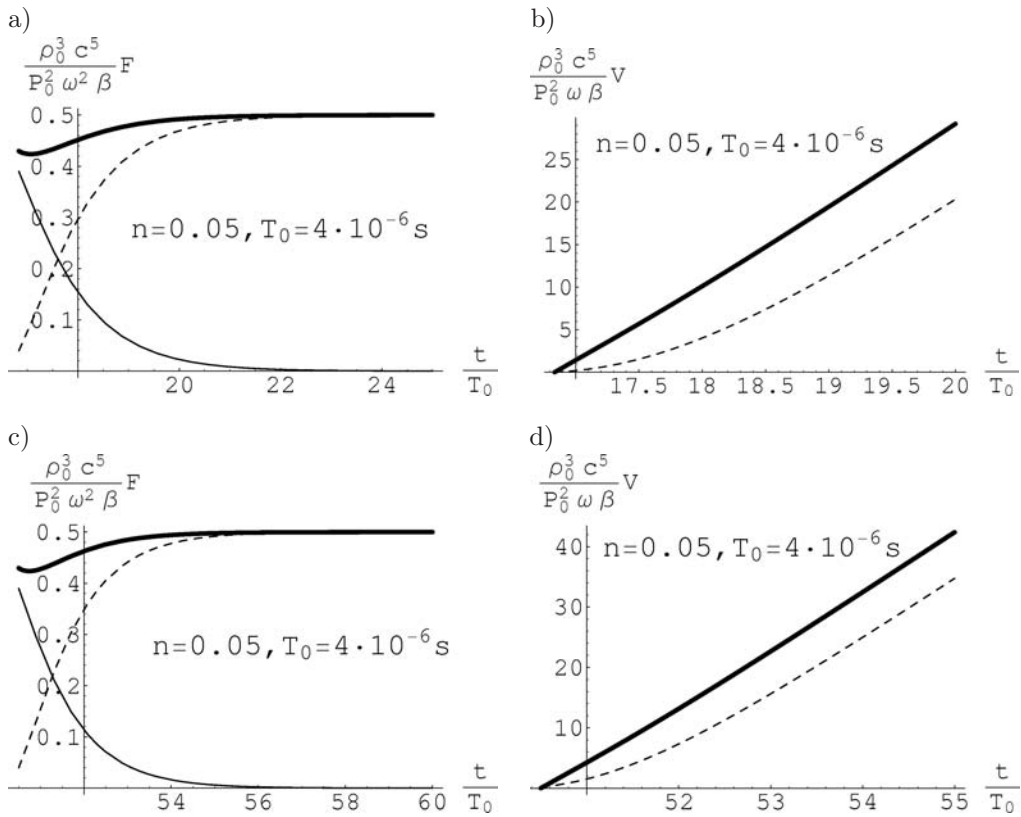 a)
ρ₀³ c⁵
P₀² ω² β
F
0.5
0.4
0.3
0.2
0.1
n=0.05,T₀=4·10⁻⁶s
20 22 24
t
T₀
b)
ρ₀³ c⁵
P₀² ω β
V
n=0.05,T₀=4·10⁻⁶s
25
20
15
10
5
17.5 18 18.5 19 19.5 20
t
T₀
c)
ρ₀³ c⁵
P₀² ω² β
F
0.5
0.4
0.3
0.2
0.1
n=0.05,T₀=4·10⁻⁶s
54 56 58 60
t
T₀
d)
ρ₀³ c⁵
P₀² ω β
V
40
n=0.05,T₀=4·10⁻⁶s
30
20
10
52 53 54 55
t
T₀